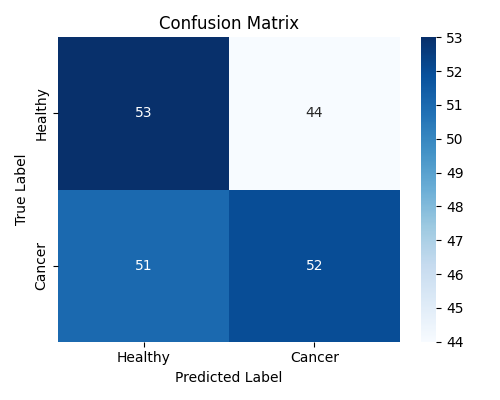 Confusion Matrix
True Label
Healthy
Cancer
53
44
51
52
Healthy
Cancer
Predicted Label
53
52
51
50
49
48
47
46
45
44